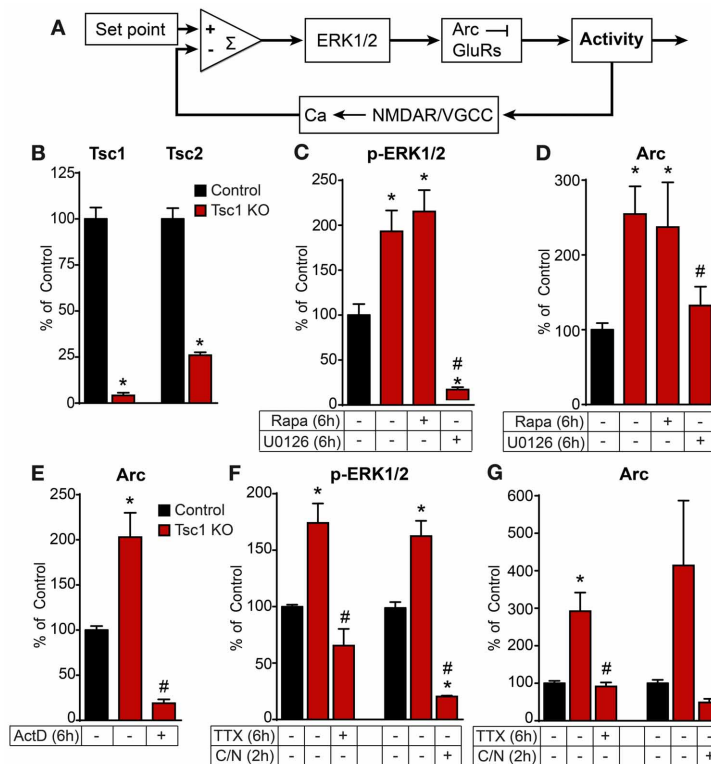 A
Set point
+
-
Σ
ERK1/2
Arc
GluRs
Activity
Ca
NMDAR/VGCC
B
Tsc1 Tsc2
% of Control
125
100
75
50
25
0
Control
Tsc1 KO
*
*
C
p-ERK1/2
% of Control
250
200
150
100
50
0
*
*
#
*
Rapa (6h) - - + -
U0126 (6h) - - - +
D
Arc
% of Control
300
200
100
0
*
*
#
Rapa (6h) - - + -
U0126 (6h) - - - +
E
Arc
% of Control
250
200
150
100
50
0
Control
Tsc1 KO
*
#
ActD (6h) - - +
F
p-ERK1/2
% of Control
200
150
100
50
0
*
#
*
#
*
TTX (6h) - - + - - -
C/N (2h) - - - - - +
G
Arc
% of Control
600
500
400
300
200
100
0
*
#
TTX (6h) - - + - - -
C/N (2h) - - - - - +